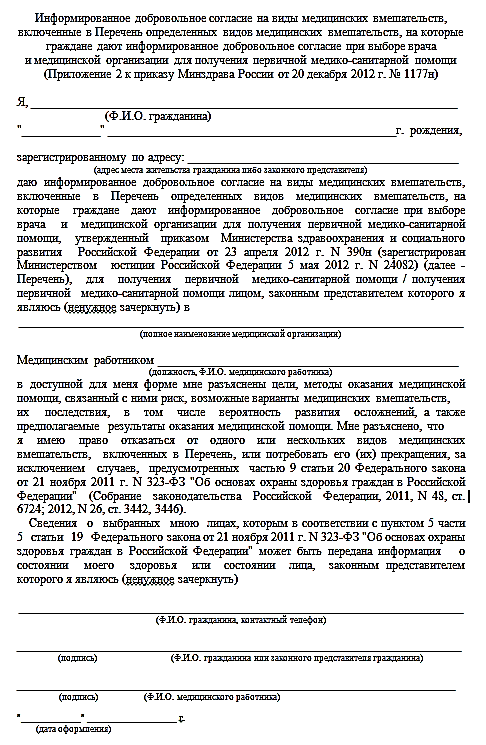 Информированное добровольное согласие на виды медицинских вмешательств,
включенные в Перечень определенных видов медицинских вмешательств, на которые
граждане дают информированное добровольное согласие при выборе врача
и медицинской организации для получения первичной медико-санитарной помощи
(Приложение 2 к приказу Минздрава России от 20 декабря 2012 г. № 1177н)
Я, ____________________________________________
(Ф.И.О. гражданина)
"____________" ____________________________________________г. рождения,
зарегистрированному по адресу: ____________________________________________
(адрес места жительства гражданина либо законного представителя)
даю информированное добровольное согласие на виды медицинских вмешательств,
включенные в Перечень определенных видов медицинских вмешательств, на
которые граждане дают информированное добровольное согласие при выборе
врача и медицинской организации для получения первичной медико-санитарной
помощи, утвержденный приказом Министерства здравоохранения и социального
развития Российской Федерации от 23 апреля 2012 г. N 390н (зарегистрирован
Министерством юстиции Российской Федерации 5 мая 2012 г. N 24082) (далее -
Перечень), для получения первичной медико-санитарной помощи / получения
первичной медико-санитарной помощи лицом, законным представителем которого я
являюсь (ненужное зачеркнуть) в
____________________________________________
(полное наименование медицинской организации)
Медицинским работником ____________________________________________
(должность, Ф.И.О. медицинского работника)
в доступной для меня форме мне разъяснены цели, методы оказания медицинской
помощи, связанный с ними риск, возможные варианты медицинских вмешательств,
их последствия, в том числе вероятность развития осложнений, а также
предполагаемые результаты оказания медицинской помощи. Мне разъяснено, что
я имею право отказаться от одного или нескольких видов медицинских
вмешательств, включенных в Перечень, или потребовать его (их) прекращения, за
исключением случаев, предусмотренных частью 9 статьи 20 Федерального закона
от 21 ноября 2011 г. N 323-ФЗ "Об основах охраны здоровья граждан в Российской
Федерации" (Собрание законодательства Российской Федерации, 2011, N 48, ст.
6724; 2012, N 26, ст. 3442, 3446).
Сведения о выбранных мною лицах, которым в соответствии с пунктом 5 части
5 статьи 19 Федерального закона от 21 ноября 2011 г. N 323-ФЗ "Об основах охраны
здоровья граждан в Российской Федерации" может быть передана информация о
состоянии моего здоровья или состоянии лица, законным представителем
которого я являюсь (ненужное зачеркнуть)
____________________________________________
(Ф.И.О. гражданина, контактный телефон)
____________________________________________
(подпись) (Ф.И.О. гражданина или законного представителя гражданина)
____________________________________________
(подпись) (Ф.И.О. медицинского работника)
"__________" _______________ г.
(дата оформления)